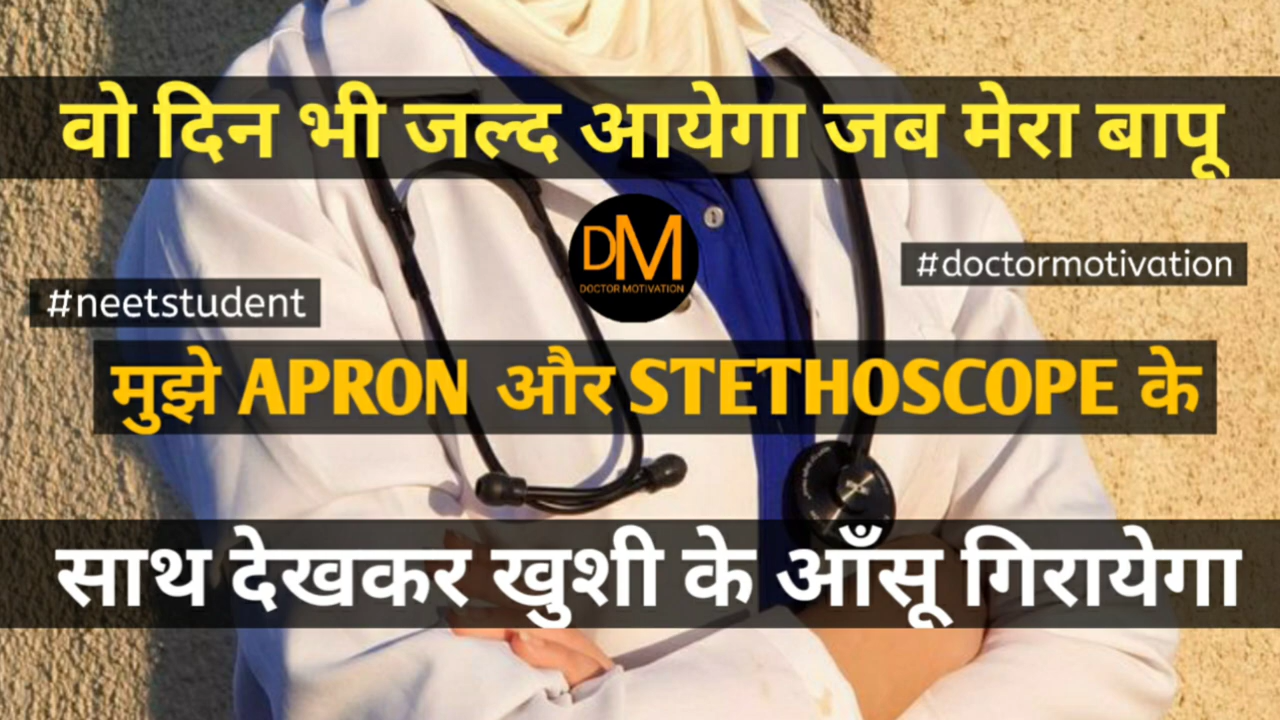 वो दिन भी जल्द आयेगा जब मेरा बापू
DM
DOCTOR MOTIVATION
#doctormotivation
#neetstudent
मुझे APRON और STETHOSCOPE के
साथ देखकर खुशी के आँसू गिरायेगा